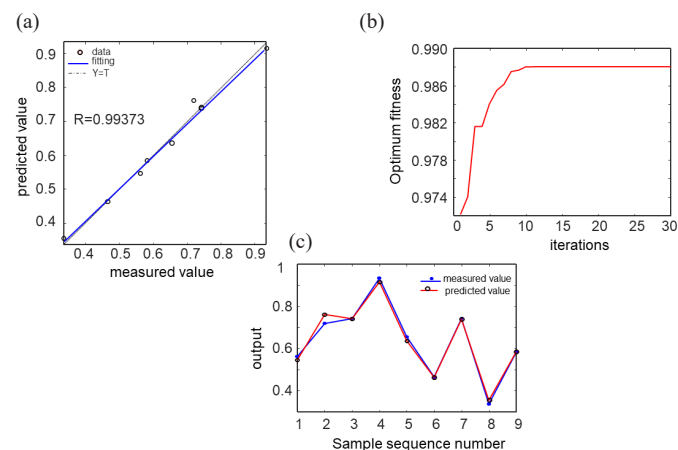 (a)
data
fitting
Y=T
R=0.99373
predicted value
0.9
0.8
0.7
0.6
0.5
0.4
0.4 0.5 0.6 0.7 0.8 0.9
measured value
(b)
Optimum fitness
0.990
0.986
0.982
0.978
0.974
0 5 10 15 20 25 30
iterations
(c)
measured value
predicted value
output
1
0.8
0.6
0.4
1 2 3 4 5 6 7 8 9
Sample sequence number